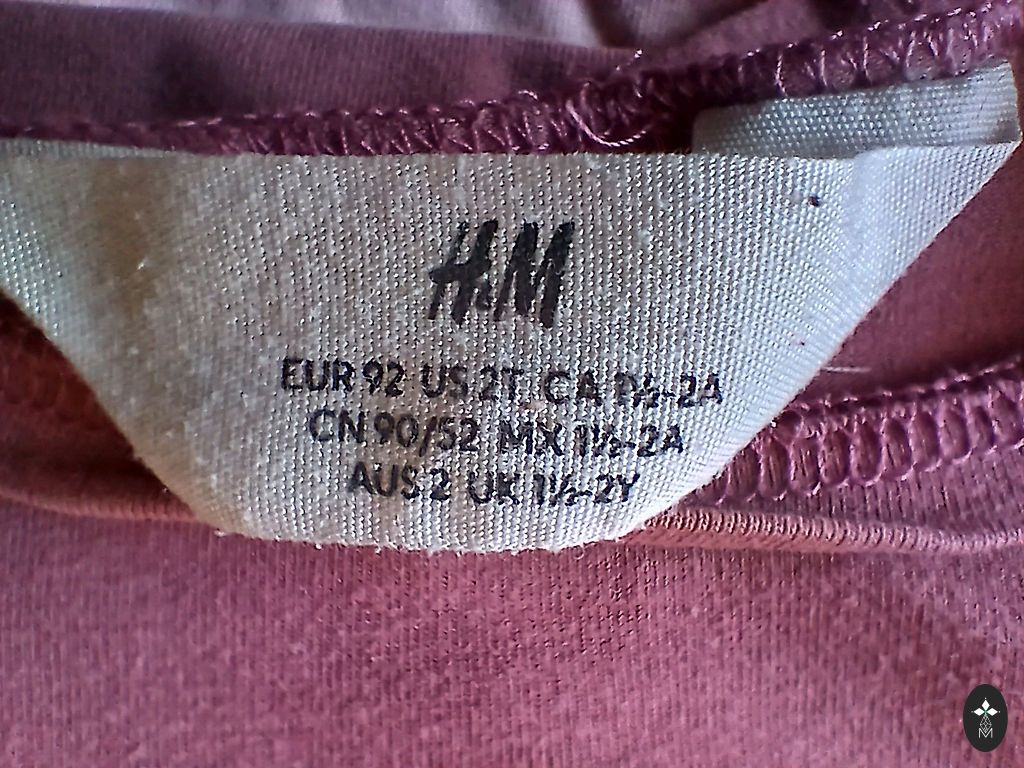 H&M
EUR 92 US 2T CA 1½-2A
CN 90/52 MX 1½-2A
AUS 2 UK 1½-2Y
M